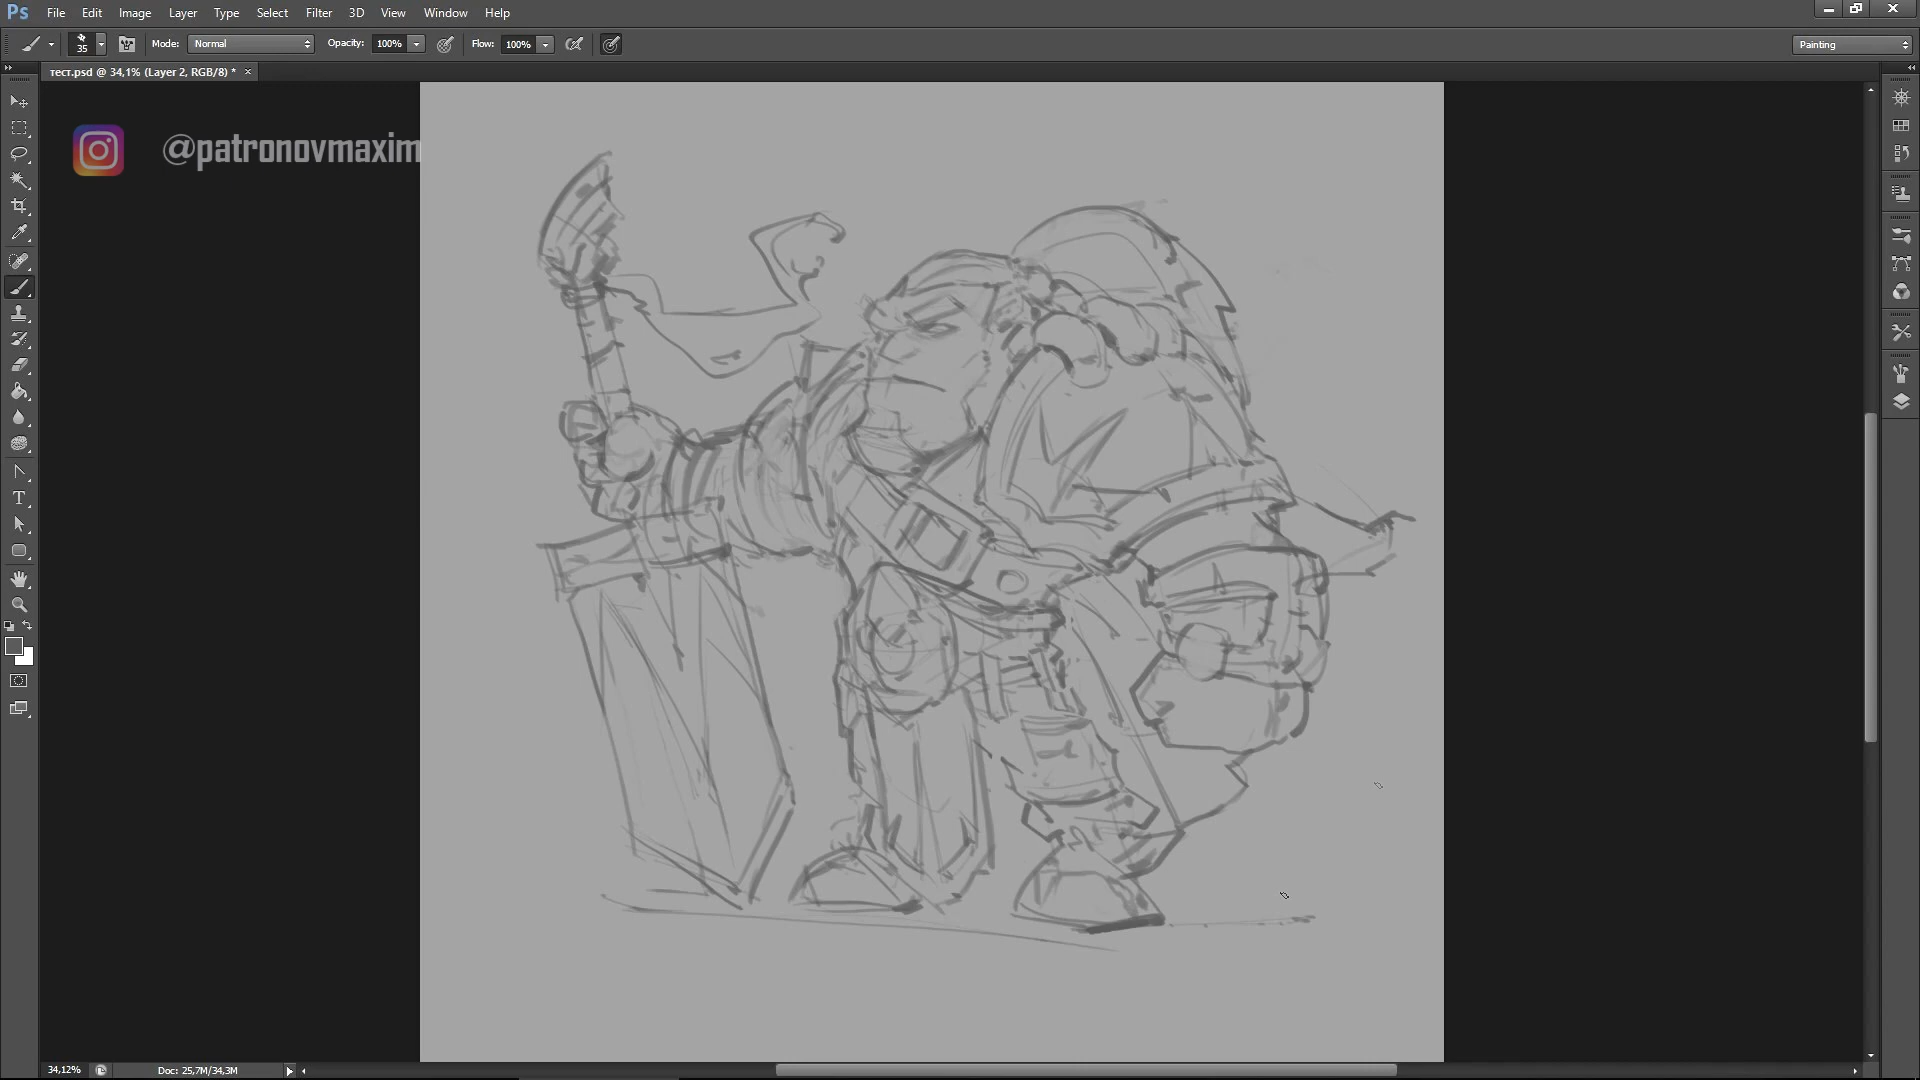 Ps File Edit Image Layer Type Select Filter 3D View Window Help
35 Mode: Normal Opacity: 100% Flow: 100% Painting
тест.psd @ 34,1% (Layer 2, RGB/8) * ×
@patronovmaxim
T
34,12% Doc: 25,7M/34,3M